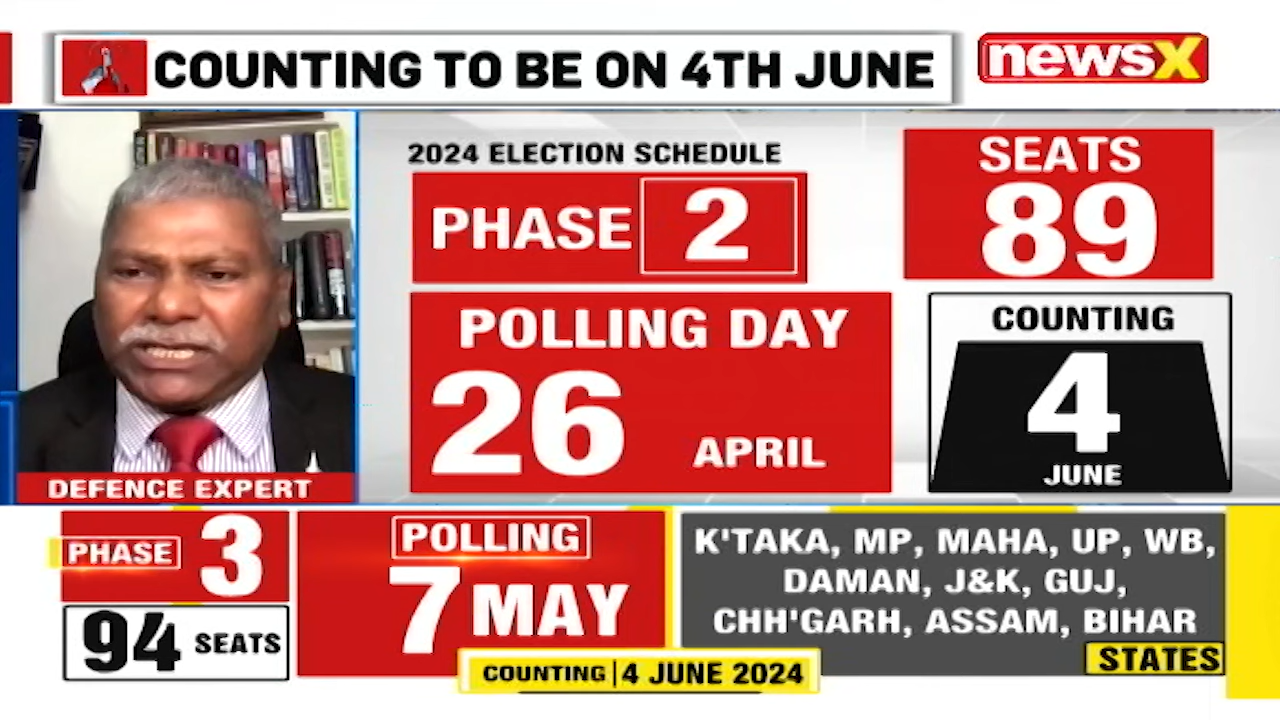 COUNTING TO BE ON 4TH JUNE
newsX
2024 ELECTION SCHEDULE
PHASE 2
SEATS
89
POLLING DAY
26 APRIL
COUNTING
4
JUNE
DEFENCE EXPERT
PHASE 3
94 SEATS
POLLING
7 MAY
K'TAKA, MP, MAHA, UP, WB,
DAMAN, J&K, GUJ,
CHH'GARH, ASSAM, BIHAR
STATES
COUNTING|4 JUNE 2024